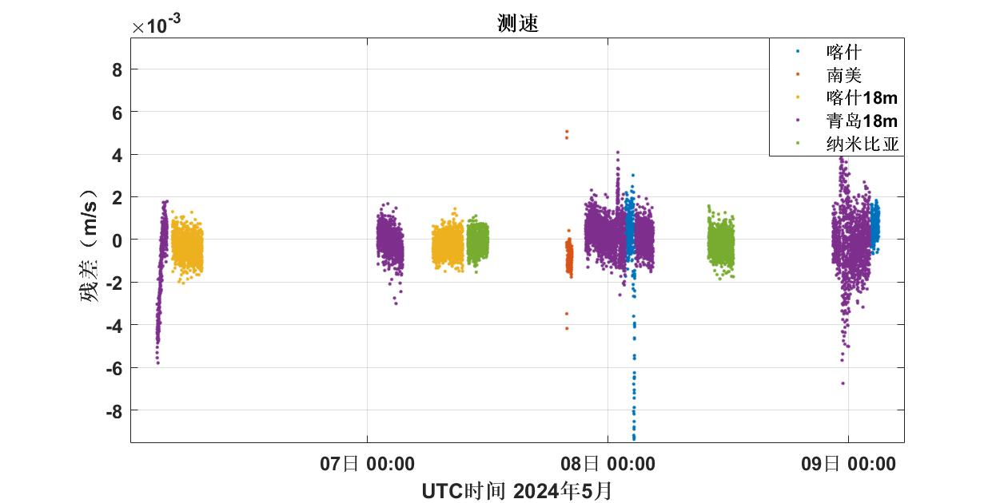 测速
×10-3
8
6
4
2
0
-2
-4
-6
-8
残差（m/s）
喀什
南美
喀什18m
青岛18m
纳米比亚
07日 00:00
08日 00:00
09日 00:00
UTC时间 2024年5月